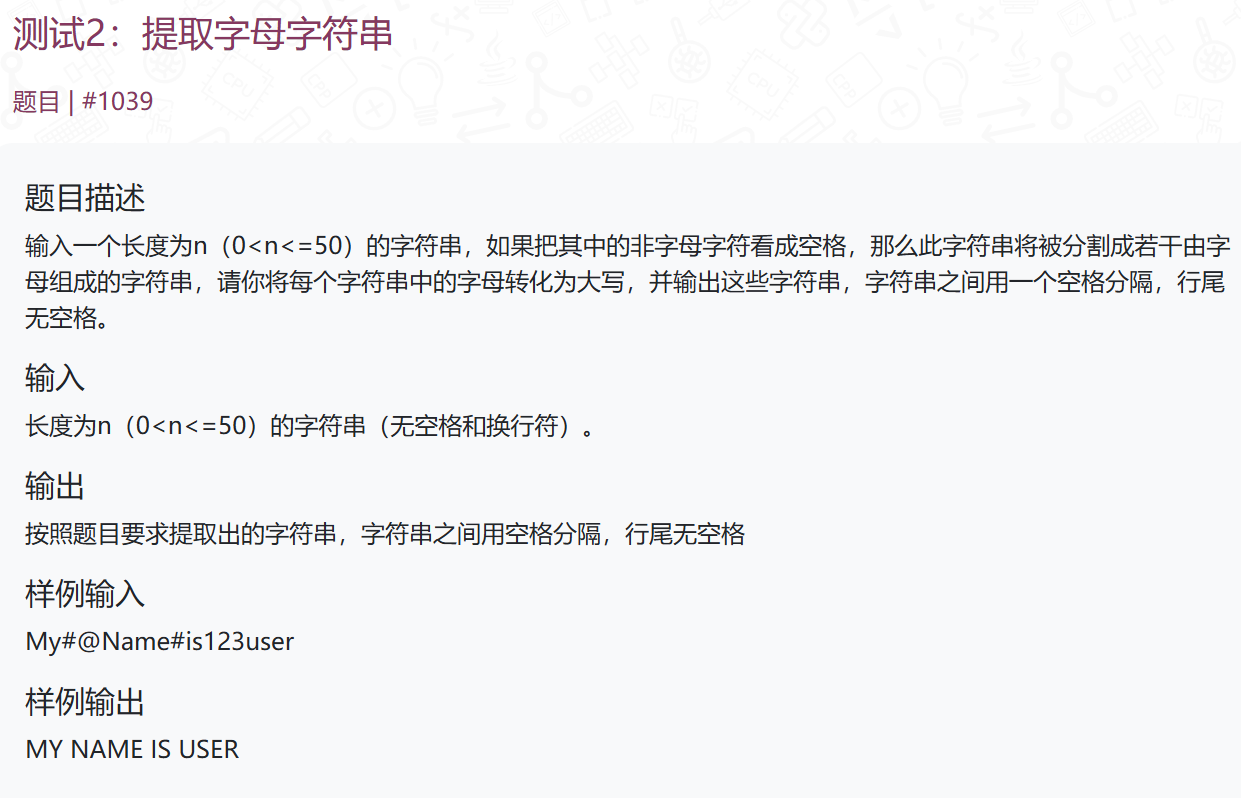 测试2：提取字母字符串
题目 | #1039
题目描述
输入一个长度为n（0<n<=50）的字符串，如果把其中的非字母字符看成空格，那么此字符串将被分割成若干由字
母组成的字符串，请你将每个字符串中的字母转化为大写，并输出这些字符串，字符串之间用一个空格分隔，行尾
无空格。
输入
长度为n（0<n<=50）的字符串（无空格和换行符）。
输出
按照题目要求提取出的字符串，字符串之间用空格分隔，行尾无空格
样例输入
My#@Name#is123user
样例输出
MY NAME IS USER